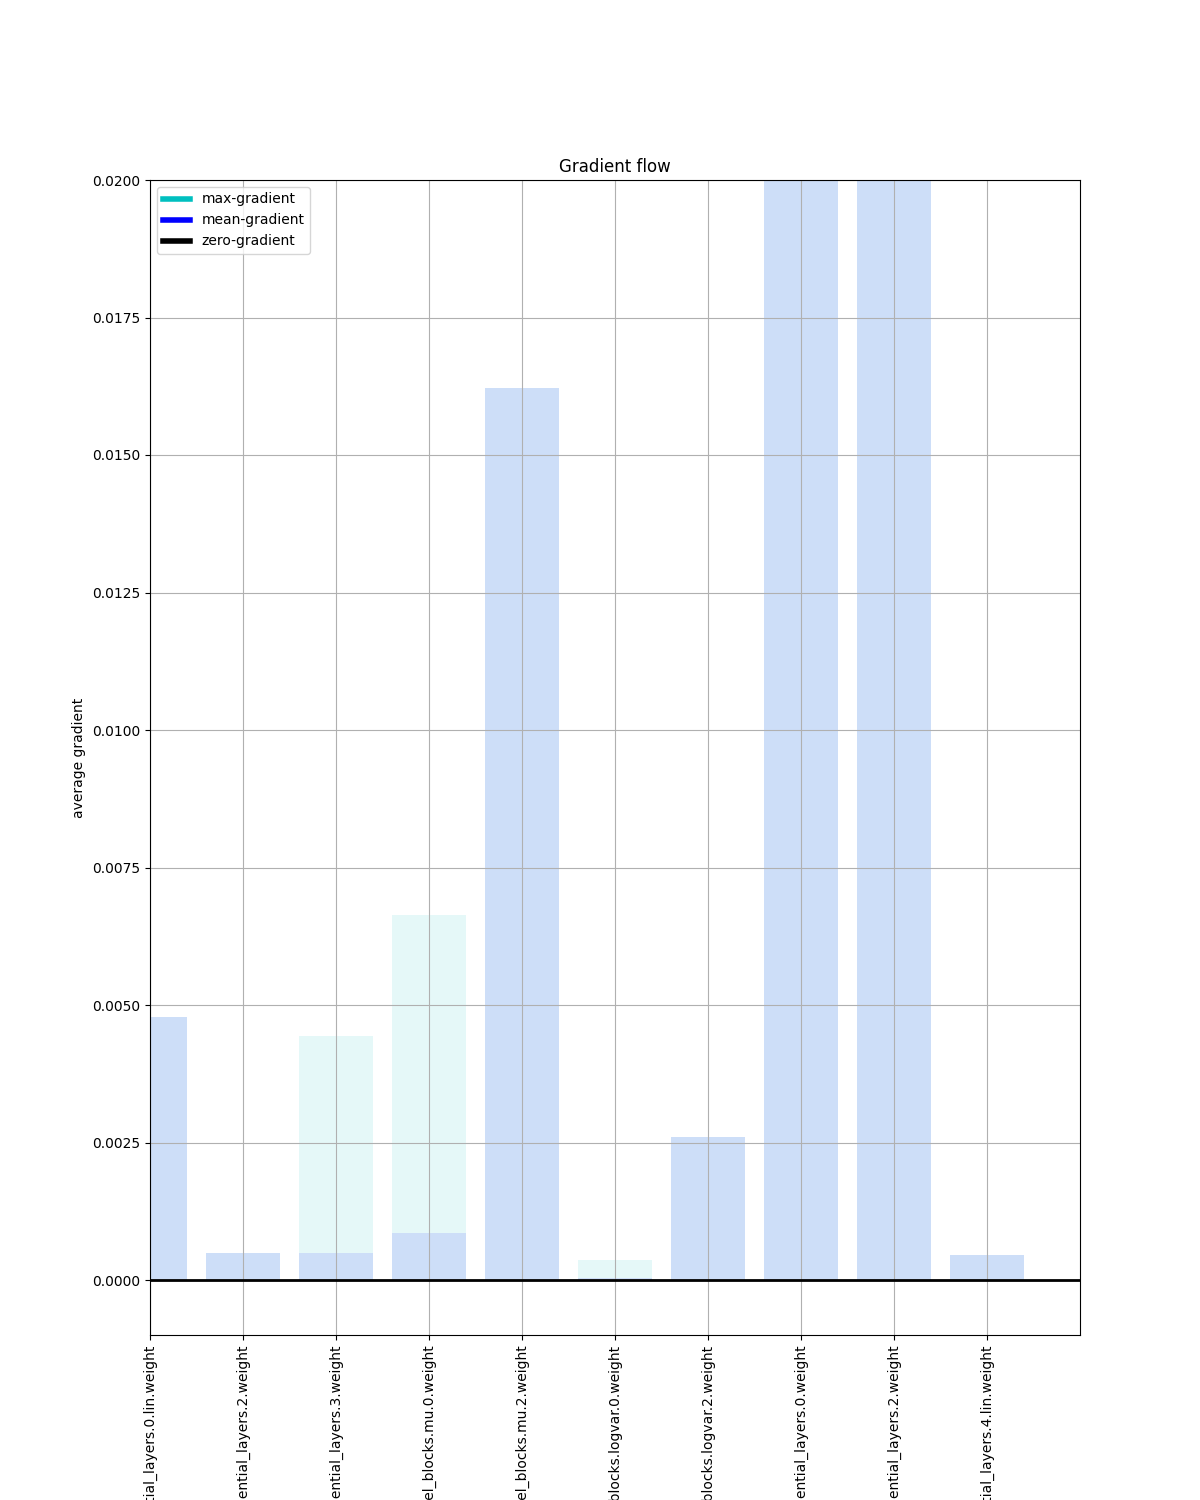 Gradient flow
max-gradient
mean-gradient
zero-gradient
average gradient
0.0200
0.0175
0.0150
0.0125
0.0100
0.0075
0.0050
0.0025
0.0000
tial_layers.0.lin.weight
ential_layers.2.weight
ential_layers.3.weight
el_blocks.mu.0.weight
el_blocks.mu.2.weight
blocks.logvar.0.weight
blocks.logvar.2.weight
ential_layers.0.weight
ential_layers.2.weight
tial_layers.4.lin.weight